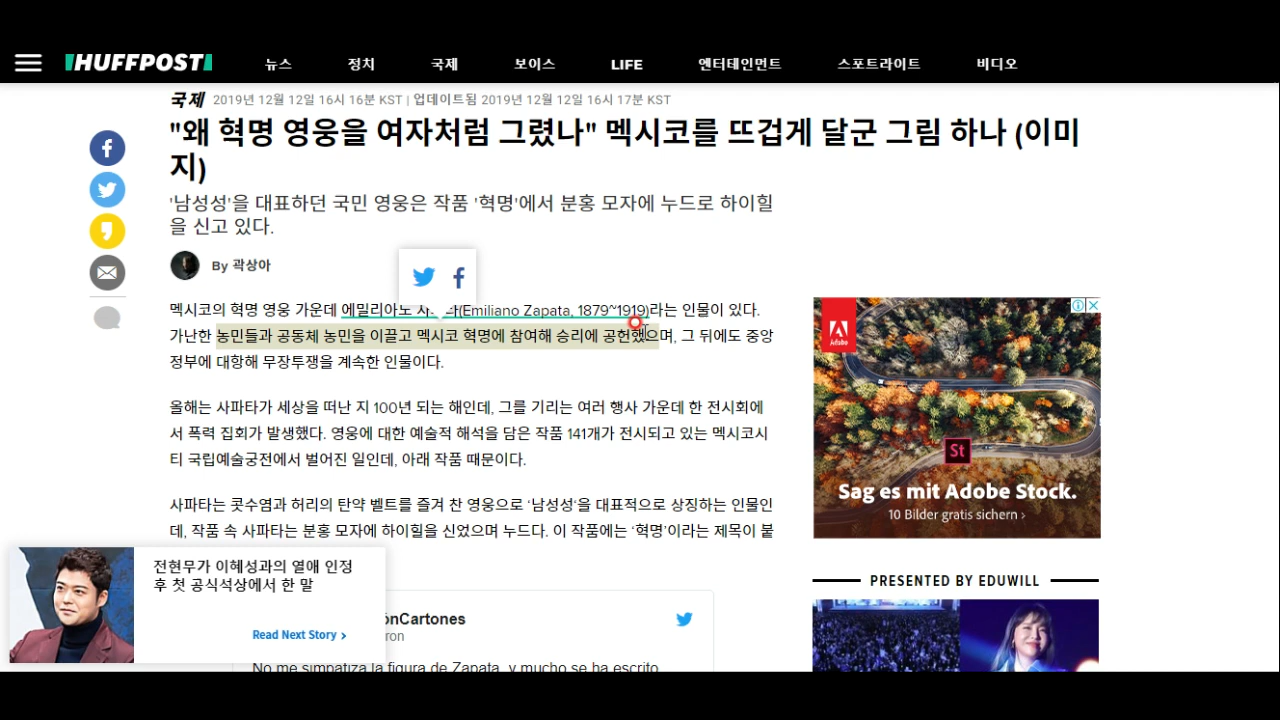 HUFFPOST
뉴스 정치 국제 보이스 LIFE 엔터테인먼트 스포트라이트 비디오
국제 2019년 12월 12일 16시 16분 KST | 업데이트됨 2019년 12월 12일 16시 17분 KST
"왜 혁명 영웅을 여자처럼 그렸나" 멕시코를 뜨겁게 달군 그림 하나 (이미
지)
'남성성'을 대표하던 국민 영웅은 작품 '혁명'에서 분홍 모자에 누드로 하이힐
을 신고 있다.
By 곽상아
멕시코의 혁명 영웅 가운데 에밀리아노 (Emiliano Zapata, 1879~1919)라는 인물이 있다.
가난한 농민들과 공동체 농민을 이끌고 멕시코 혁명에 참여해 승리에 공헌했으며, 그 뒤에도 중앙
정부에 대항해 무장투쟁을 계속한 인물이다.
올해는 사파타가 세상을 떠난 지 100년 되는 해인데, 그를 기리는 여러 행사 가운데 한 전시회에
서 폭력 집회가 발생했다. 영웅에 대한 예술적 해석을 담은 작품 141개가 전시되고 있는 멕시코시
티 국립예술궁전에서 벌어진 일인데, 아래 작품 때문이다.
사파타는 콧수염과 허리의 탄약 벨트를 즐겨 찬 영웅으로 '남성성'을 대표적으로 상징하는 인물인
데, 작품 속 사파타는 분홍 모자에 하이힐을 신었으며 누드다. 이 작품에는 '혁명'이라는 제목이 붙
전현무가 이혜성과의 열애 인정
후 첫 공식석상에서 한 말
Read Next Story ›
ónCartones
ron
No me simpatiza la figura de Zapata, y mucho se ha escrito
Adobe
St
Sag es mit Adobe Stock.
10 Bilder gratis sichern ›
PRESENTED BY EDUWILL